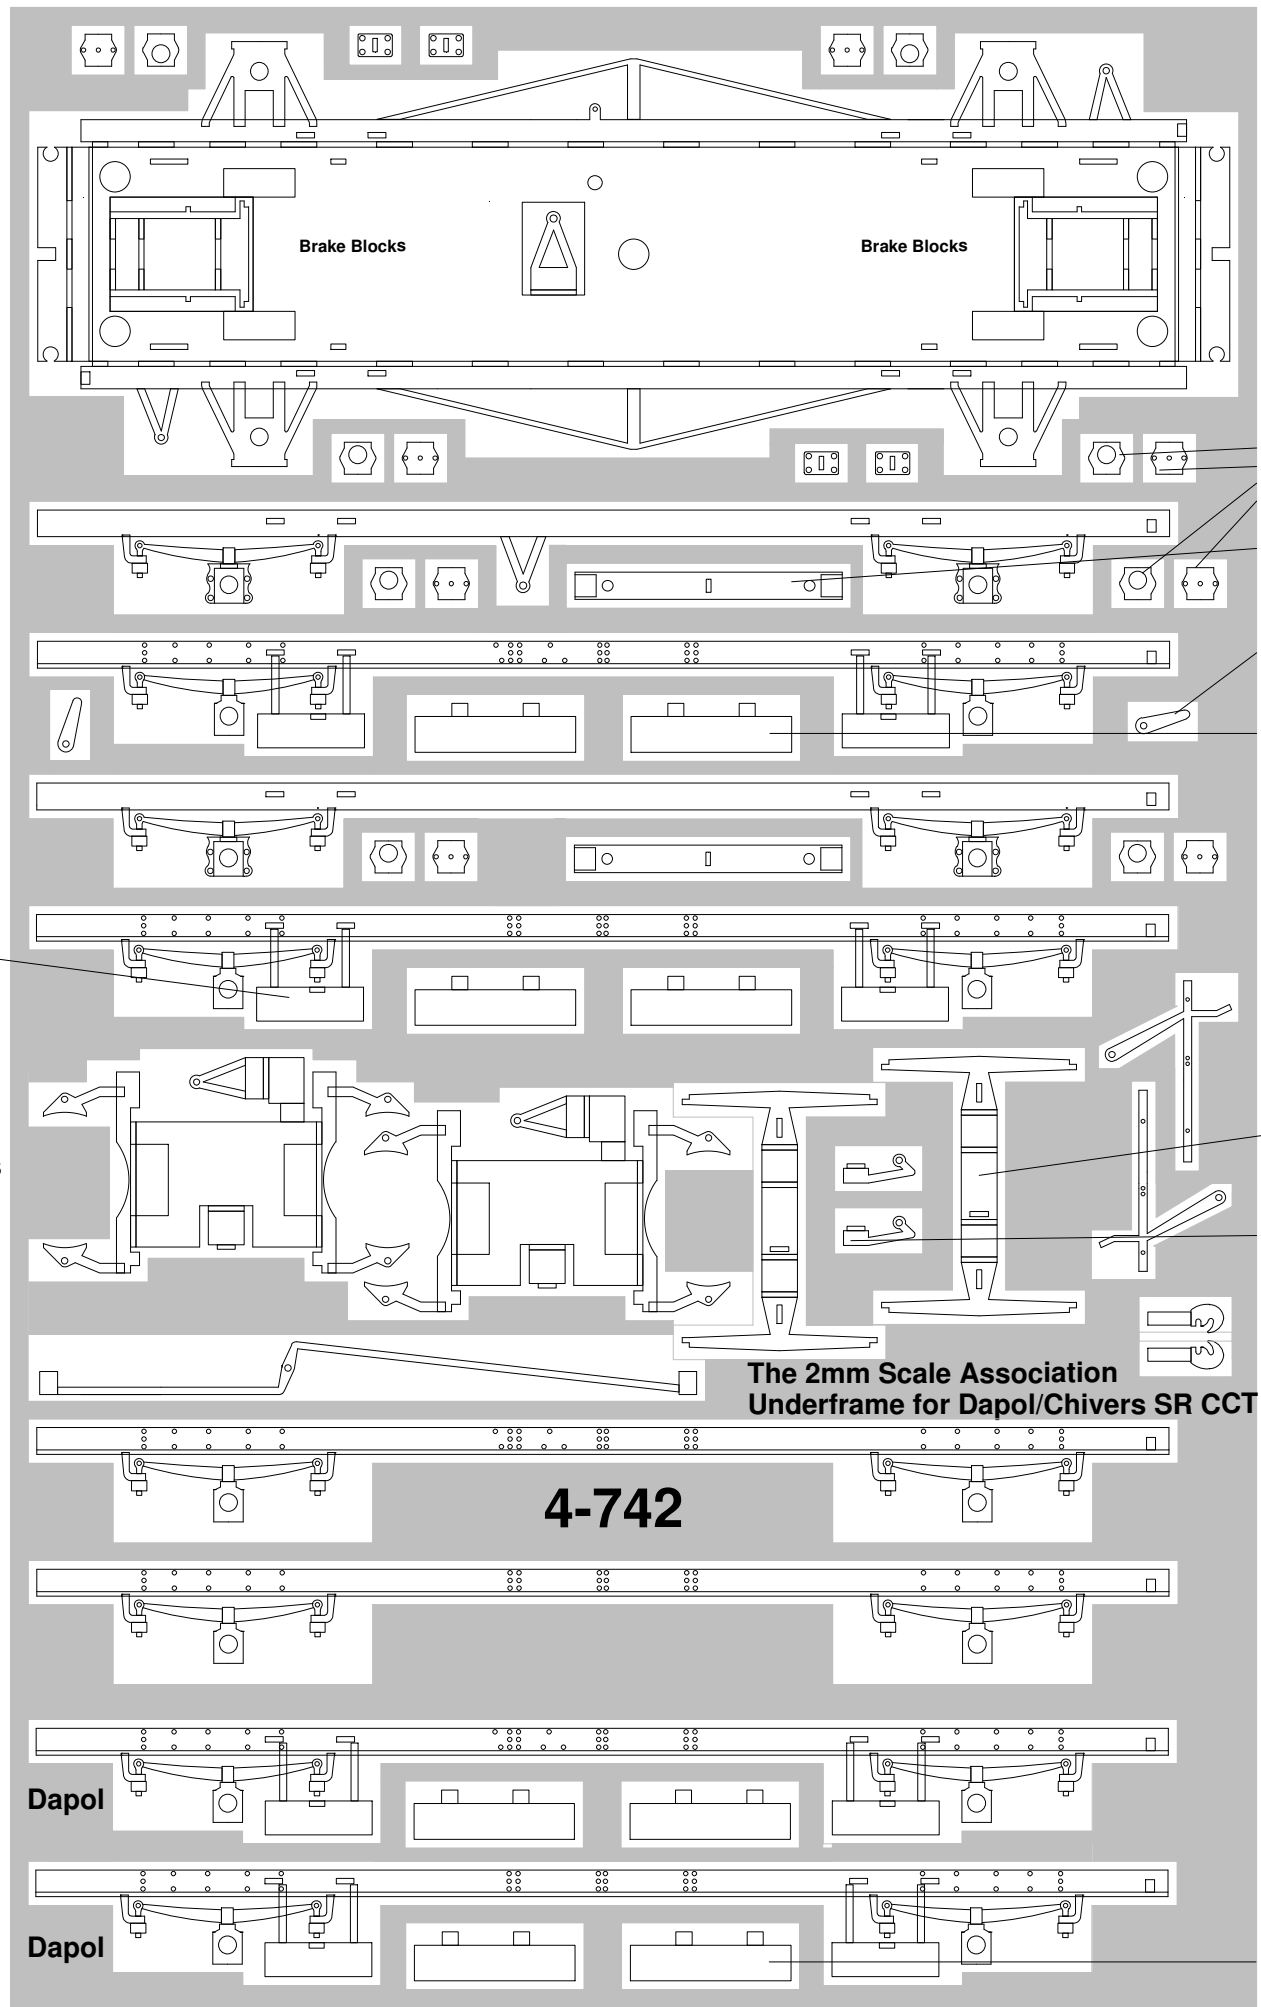 Brake Blocks
Brake Blocks
The 2mm Scale Association
Underframe for Dapol/Chivers SR CCT
4-742
Dapol
Dapol